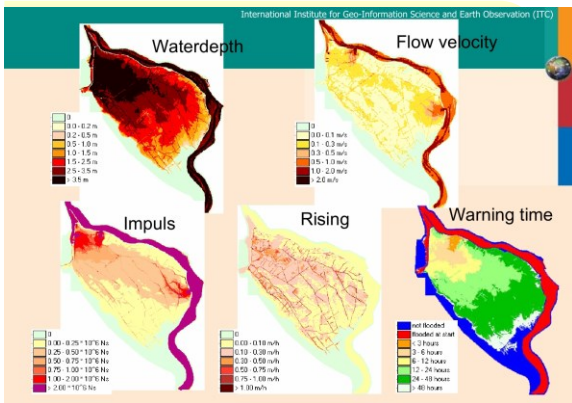 International Institute for Geo-Information Science and Earth Observation (ITC)
Waterdepth
0
0.0 - 0.2 m
0.2 - 0.5 m
0.5 - 1.0 m
1.0 - 1.5 m
1.5 - 2.5 m
2.5 - 3.5 m
> 3.5 m
Flow velocity
0
0.0 - 0.1 m/s
0.1 - 0.3 m/s
0.3 - 0.5 m/s
0.5 - 1.0 m/s
1.0 - 2.0 m/s
> 2.0 m/s
Impuls
0
0.00 - 0.25 *10^6 Ns
0.25 - 0.50 *10^6 Ns
0.50 - 0.75 *10^6 Ns
0.75 - 1.00 *10^6 Ns
1.00 - 2.00 *10^6 Ns
> 2.00 *10^6 Ns
Rising
0
0.00 - 0.10 m/s
0.10 - 0.30 m/s
0.30 - 0.50 m/s
0.50 - 0.75 m/s
0.75 - 1.00 m/s
> 1.00 m/s
Warning time
not flooded
flooded at start
< 3 hours
3 - 6 hours
6 - 12 hours
12 - 24 hours
24 - 48 hours
> 48 hours